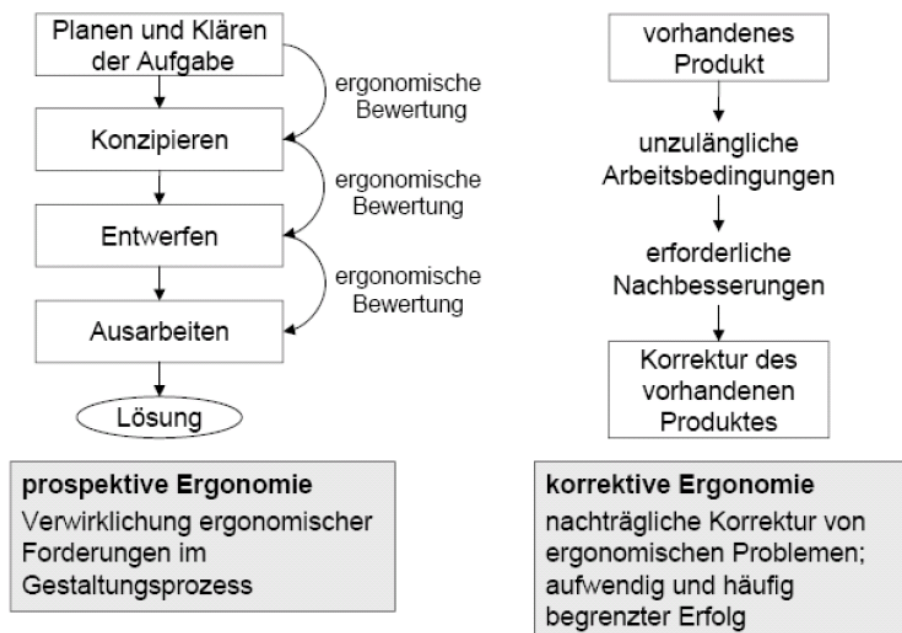 Planen und Klären
der Aufgabe
ergonomische
Bewertung
Konzipieren
ergonomische
Bewertung
Entwerfen
ergonomische
Bewertung
Ausarbeiten
Lösung
prospektive Ergonomie
Verwirklichung ergonomischer
Forderungen im
Gestaltungsprozess
vorhandenes
Produkt
unzulängliche
Arbeitsbedingungen
erforderliche
Nachbesserungen
Korrektur des
vorhandenen
Produktes
korrektive Ergonomie
nachträgliche Korrektur von
ergonomischen Problemen;
aufwendig und häufig
begrenzter Erfolg